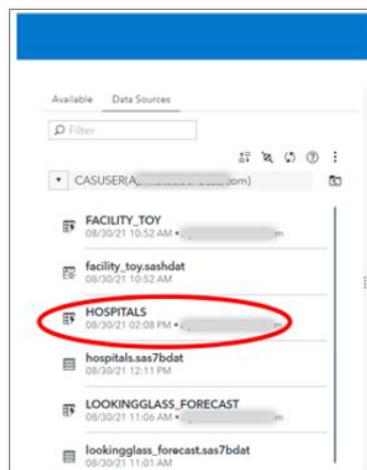 Available Data Sources
Filter
CASUSER(A om)
FACILITY_TOY
08/30/21 10:52 AM • m
facility_toy.sashdat
08/30/21 10:52 AM
HOSPITALS
08/30/21 02:08 PM •
hospitals.sas7bdat
08/30/21 12:11 PM
LOOKINGGLASS_FORECAST
08/30/21 11:06 AM • m
lookingglass_forecast.sas7bdat
08/30/21 11:01 AM